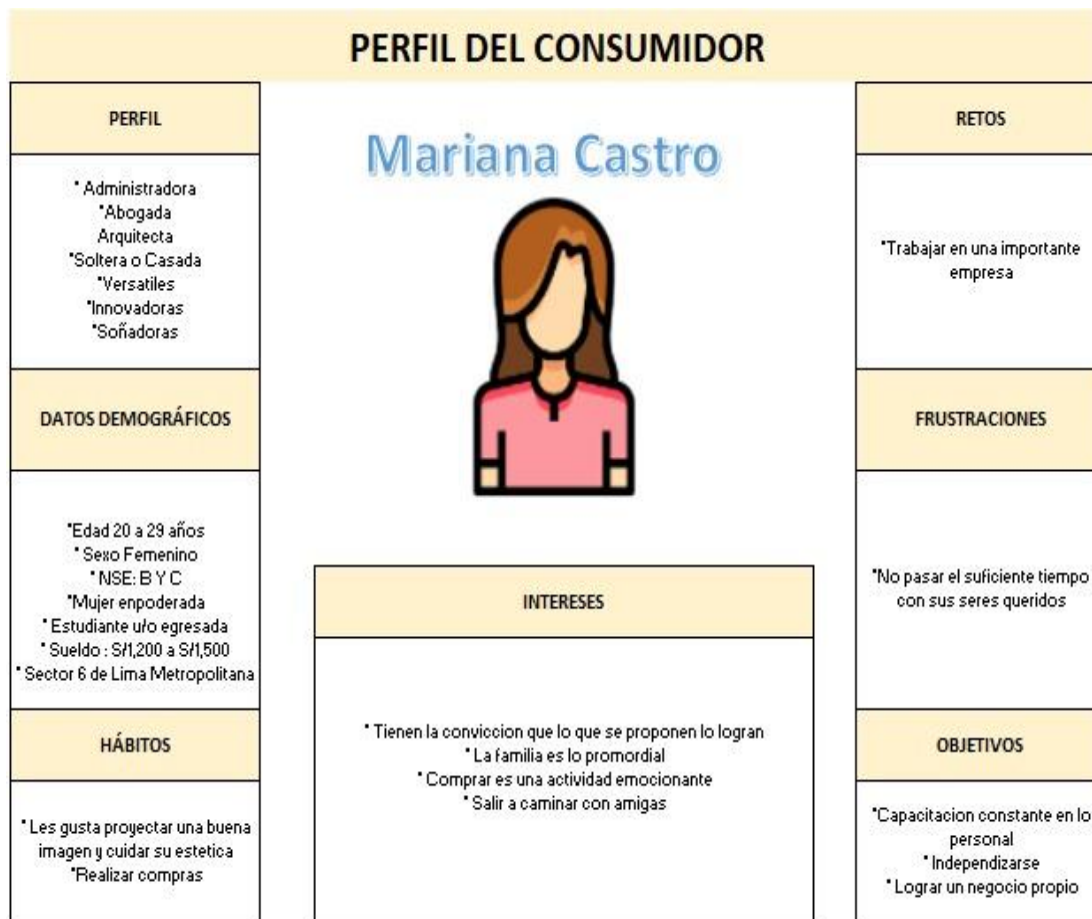 PERFIL DEL CONSUMIDOR
PERFIL
* Administradora
*Abogada
Arquitecta
*Soltera o Casada
*Versatiles
*Innovadoras
*Soñadoras
DATOS DEMOGRÁFICOS
*Edad 20 a 29 años
* Sexo Femenino
* NSE: B Y C
*Mujer enpoderada
* Estudiante u/o egresada
* Sueldo : S/1,200 a S/1,500
* Sector 6 de Lima Metropolitana
HÁBITOS
* Les gusta proyectar una buena
imagen y cuidar su estetica
*Realizar compras
Mariana Castro
INTERESES
* Tienen la conviccion que lo que se proponen lo logran
* La familia es lo promordial
* Comprar es una actividad emocionante
* Salir a caminar con amigas
RETOS
*Trabajar en una importante
empresa
FRUSTRACIONES
*No pasar el suficiente tiempo
con sus seres queridos
OBJETIVOS
*Capacitacion constante en lo
personal
* Independizarse
* Lograr un negocio propio